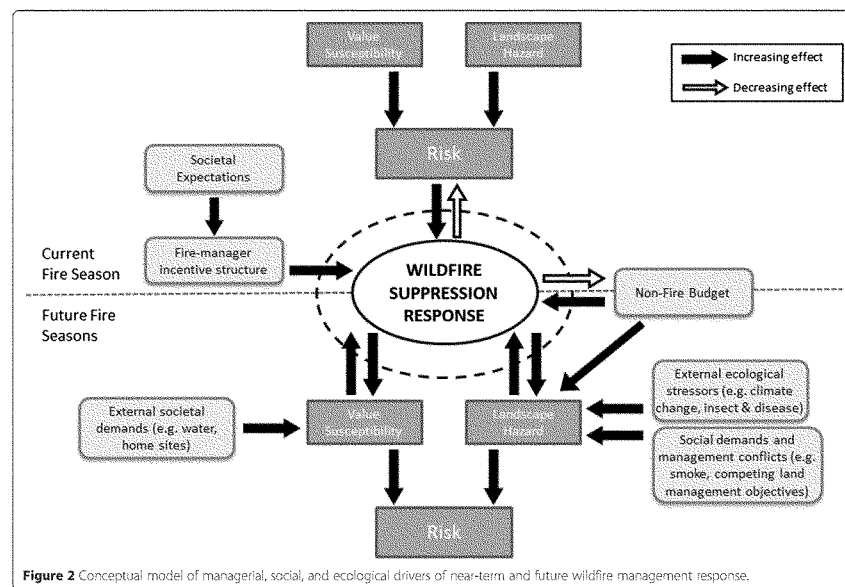 Value
Susceptibility
Landscape
Hazard
Increasing effect
Decreasing effect
Risk
Societal
Expectations
Current
Fire Season
Fire-manager
incentive structure
WILDFIRE
SUPPRESSION
RESPONSE
Non-Fire Budget
Future Fire
Seasons
External societal
demands (e.g. water,
home sites)
Value
Susceptibility
Landscape
Hazard
External ecological
stressors (e.g. climate
change, insect & disease)
Social demands and
management conflicts (e.g.
smoke, competing land
management objectives)
Risk
Figure 2 Conceptual model of managerial, social, and ecological drivers of near-term and future wildfire management response.